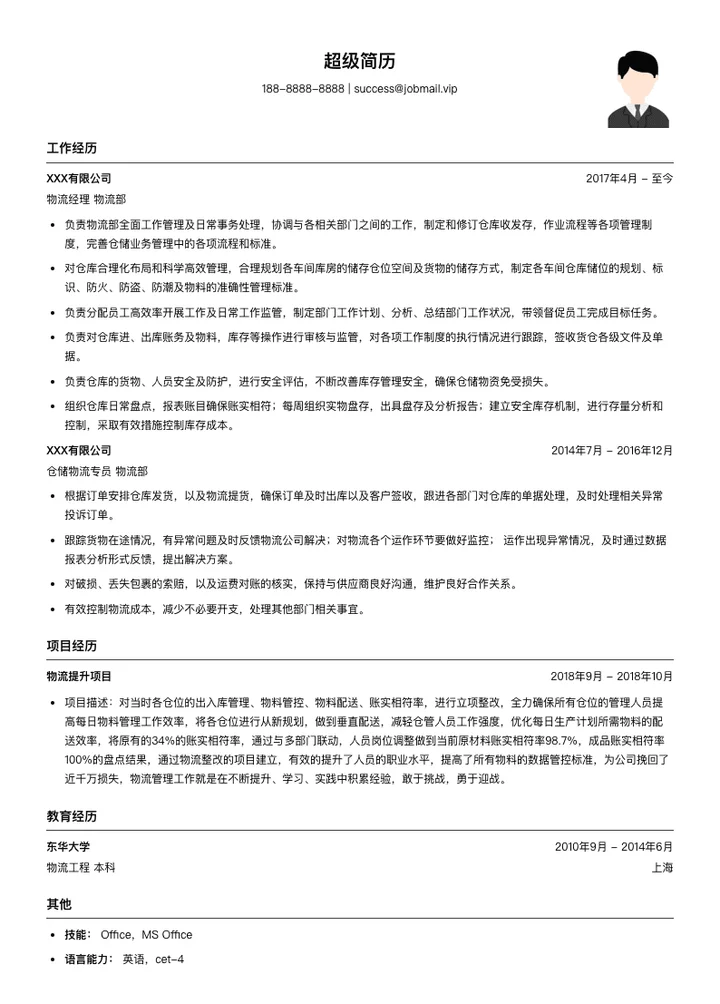 超级简历
188-8888-8888 | success@jobmail.vip
工作经历
XXX有限公司 2017年4月 – 至今
物流经理 物流部
• 负责物流部全面工作管理及日常事务处理，协调与各相关部门之间的工作，制定和修订仓库收发存，作业流程等各项管理制
度，完善仓储业务管理中的各项流程和标准。
• 对仓库合理化布局和科学高效管理，合理规划各车间库房的储存仓位空间及货物的储存方式，制定各车间仓库储位的规划、标
识、防火、防盗、防潮及物料的准确性管理标准。
• 负责分配员工高效率开展工作及日常工作监管，制定部门工作计划、分析、总结部门工作状况，带领督促员工完成目标任务。
• 负责对仓库进、出库账务及物料，库存等操作进行审核与监管，对各项工作制度的执行情况进行跟踪，签收货仓各级文件及单
据。
• 负责仓库的货物、人员安全及防护，进行安全评估，不断改善库存管理安全，确保仓储物资免受损失。
• 组织仓库日常盘点，报表账目确保账实相符；每周组织实物盘存，出具盘存及分析报告；建立安全库存机制，进行存量分析和
控制，采取有效措施控制库存成本。
XXX有限公司 2014年7月 – 2016年12月
仓储物流专员 物流部
• 根据订单安排仓库发货，以及物流提货，确保订单及时出库以及客户签收，跟进各部门对仓库的单据处理，及时处理相关异常
投诉订单。
• 跟踪货物在途情况，有异常问题及时反馈物流公司解决；对物流各个运作环节要做好监控； 运作出现异常情况，及时通过数据
报表分析形式反馈，提出解决方案。
• 对破损、丢失包裹的索赔，以及运费对账的核实，保持与供应商良好沟通，维护良好合作关系。
• 有效控制物流成本，减少不必要开支，处理其他部门相关事宜。
项目经历
物流提升项目 2018年9月 – 2018年10月
• 项目描述：对当时各仓位的出入库管理、物料管控、物料配送、账实相符率，进行立项整改，全力确保所有仓位的管理人员提
高每日物料管理工作效率，将各仓位进行从新规划，做到垂直配送，减轻仓管人员工作强度，优化每日生产计划所需物料的配
送效率，将原有的34%的账实相符率，通过与多部门联动，人员岗位调整做到当前原材料账实相符率98.7%，成品账实相符率
100%的盘点结果，通过物流整改的项目建立，有效的提升了人员的职业水平，提高了所有物料的数据管控标准，为公司挽回了
近千万损失，物流管理工作就是在不断提升、学习、实践中积累经验，敢于挑战，勇于迎战。
教育经历
东华大学 2010年9月 – 2014年6月
物流工程 本科 上海
其他
• 技能： Office，MS Office
• 语言能力： 英语，cet-4